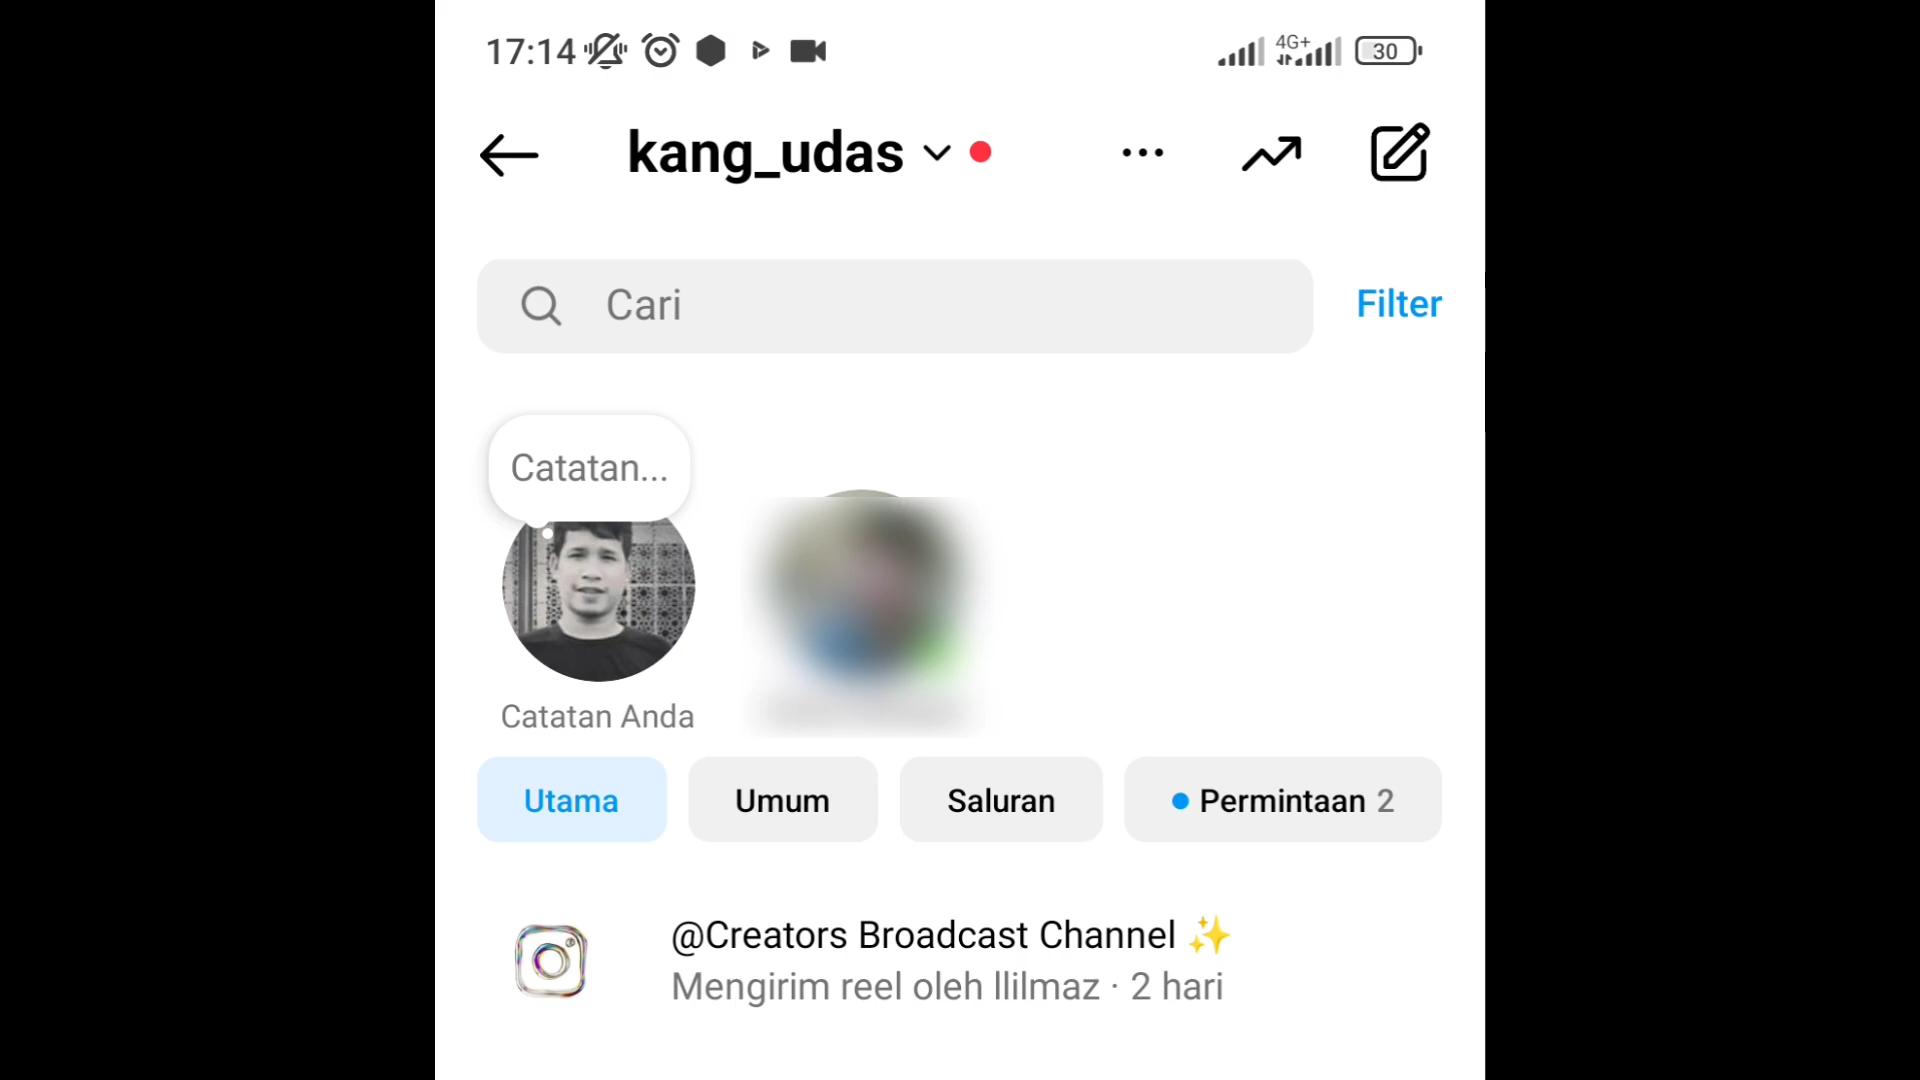 17:14 4G+ 30
kang_udas
Cari Filter
Catatan...
Catatan Anda
Utama Umum Saluran Permintaan 2
@Creators Broadcast Channel ✨
Mengirim reel oleh llilmaz · 2 hari